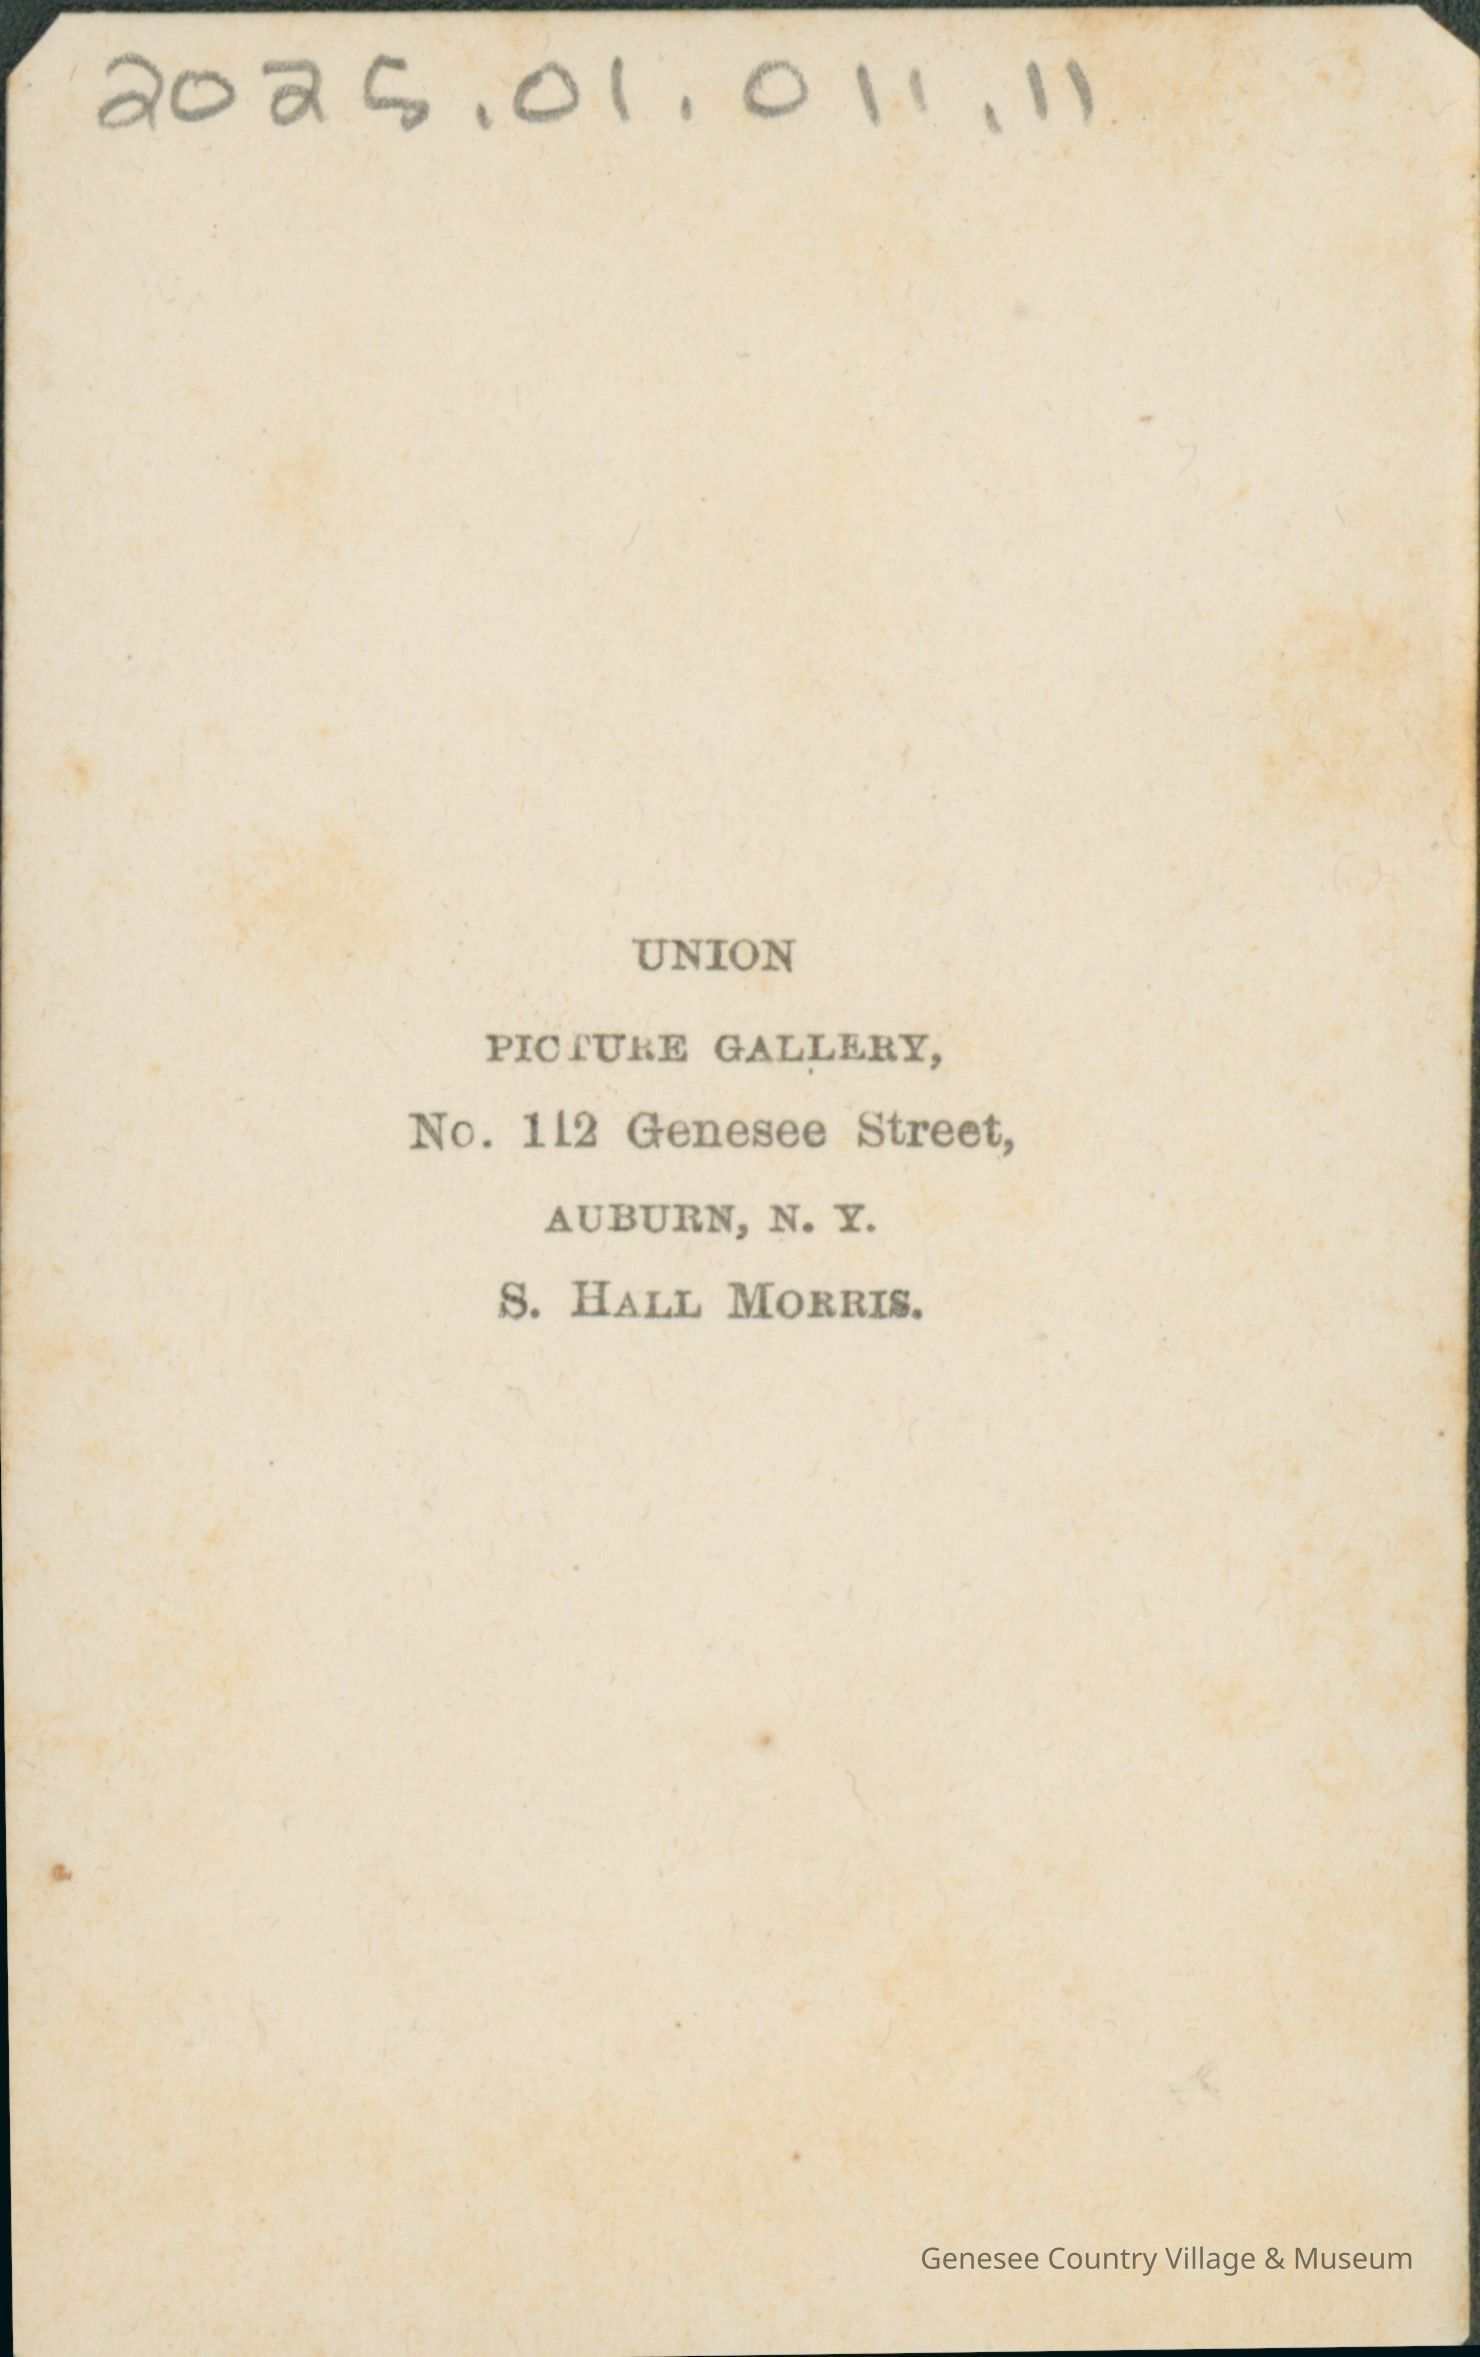 2025.01.011.11
UNION
PICTURE GALLERY,
No. 112 Genesee Street,
AUBURN, N. Y.
S. HALL MORRIS.
Genesee Country Village & Museum